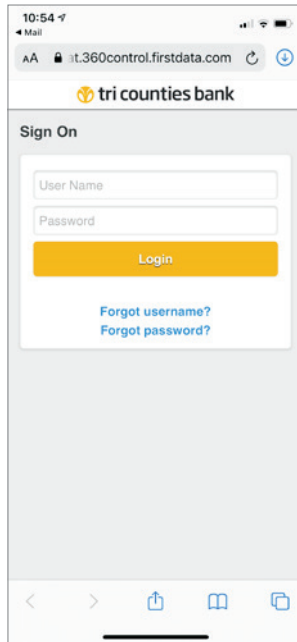 10:54
Mail
AA
t.360control.firstdata.com
tri counties bank
Sign On
User Name
Password
Login
Forgot username?
Forgot password?